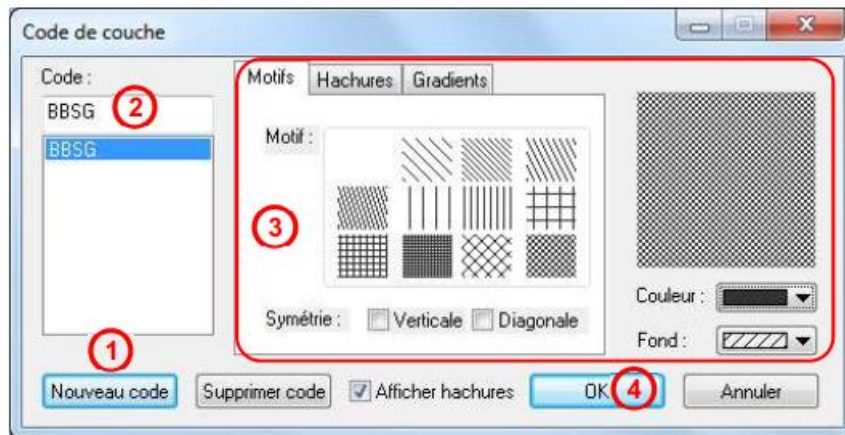 Code de couche
Code :
BBSG
2
BBSG
Motifs Hachures Gradients
Motif :
3
Symétrie : Verticale Diagonale
Couleur :
Fond :
1
Nouveau code Supprimer code Afficher hachures OK 4 Annuler